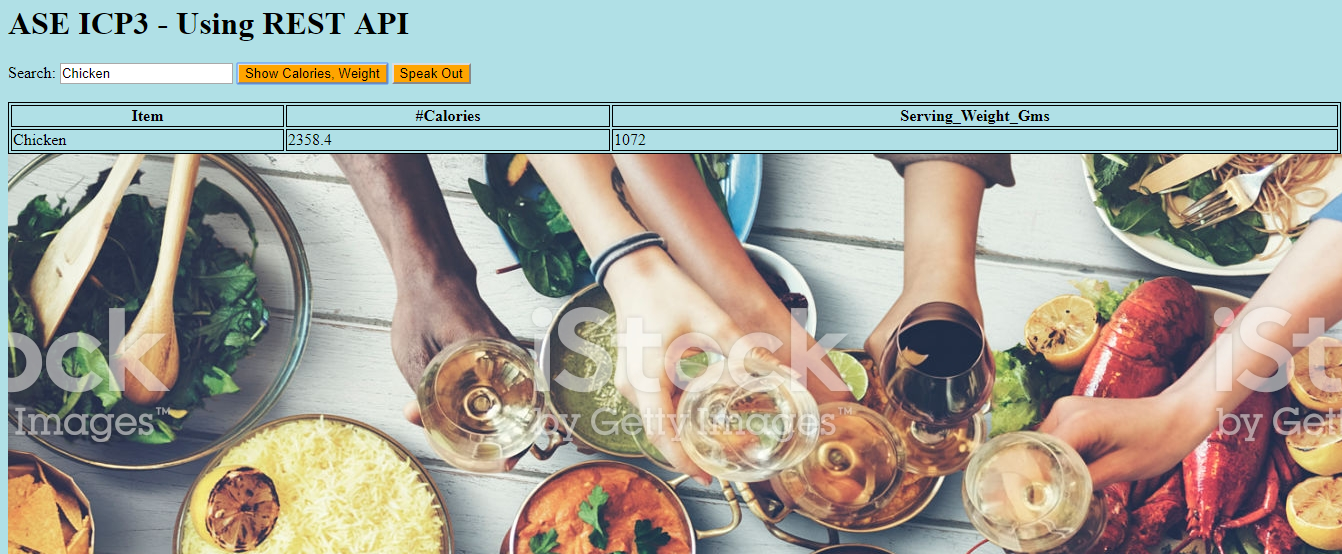 ASE ICP3 - Using REST API
Search: Chicken Show Calories, Weight Speak Out
Item #Calories Serving_Weight_Gms
Chicken 2358.4 1072
ock iStock iSt
Images™ by Getty Images™ by Gett